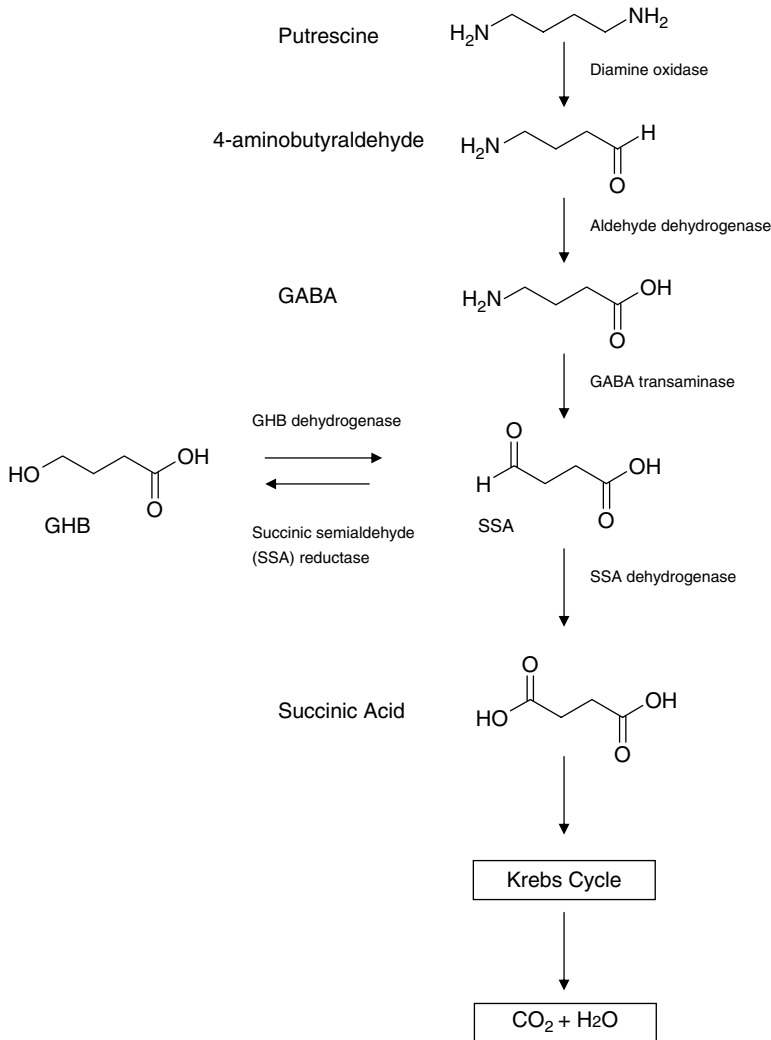 Putrescine
H₂N
NH₂
Diamine oxidase
4-aminobutyraldehyde
H₂N
H
O
Aldehyde dehydrogenase
GABA
H₂N
OH
O
GABA transaminase
GHB dehydrogenase
HO
OH
O
GHB
Succinic semialdehyde
(SSA) reductase
O
H
OH
O
SSA
SSA dehydrogenase
Succinic Acid
O
HO
OH
O
Krebs Cycle
CO₂ + H2O